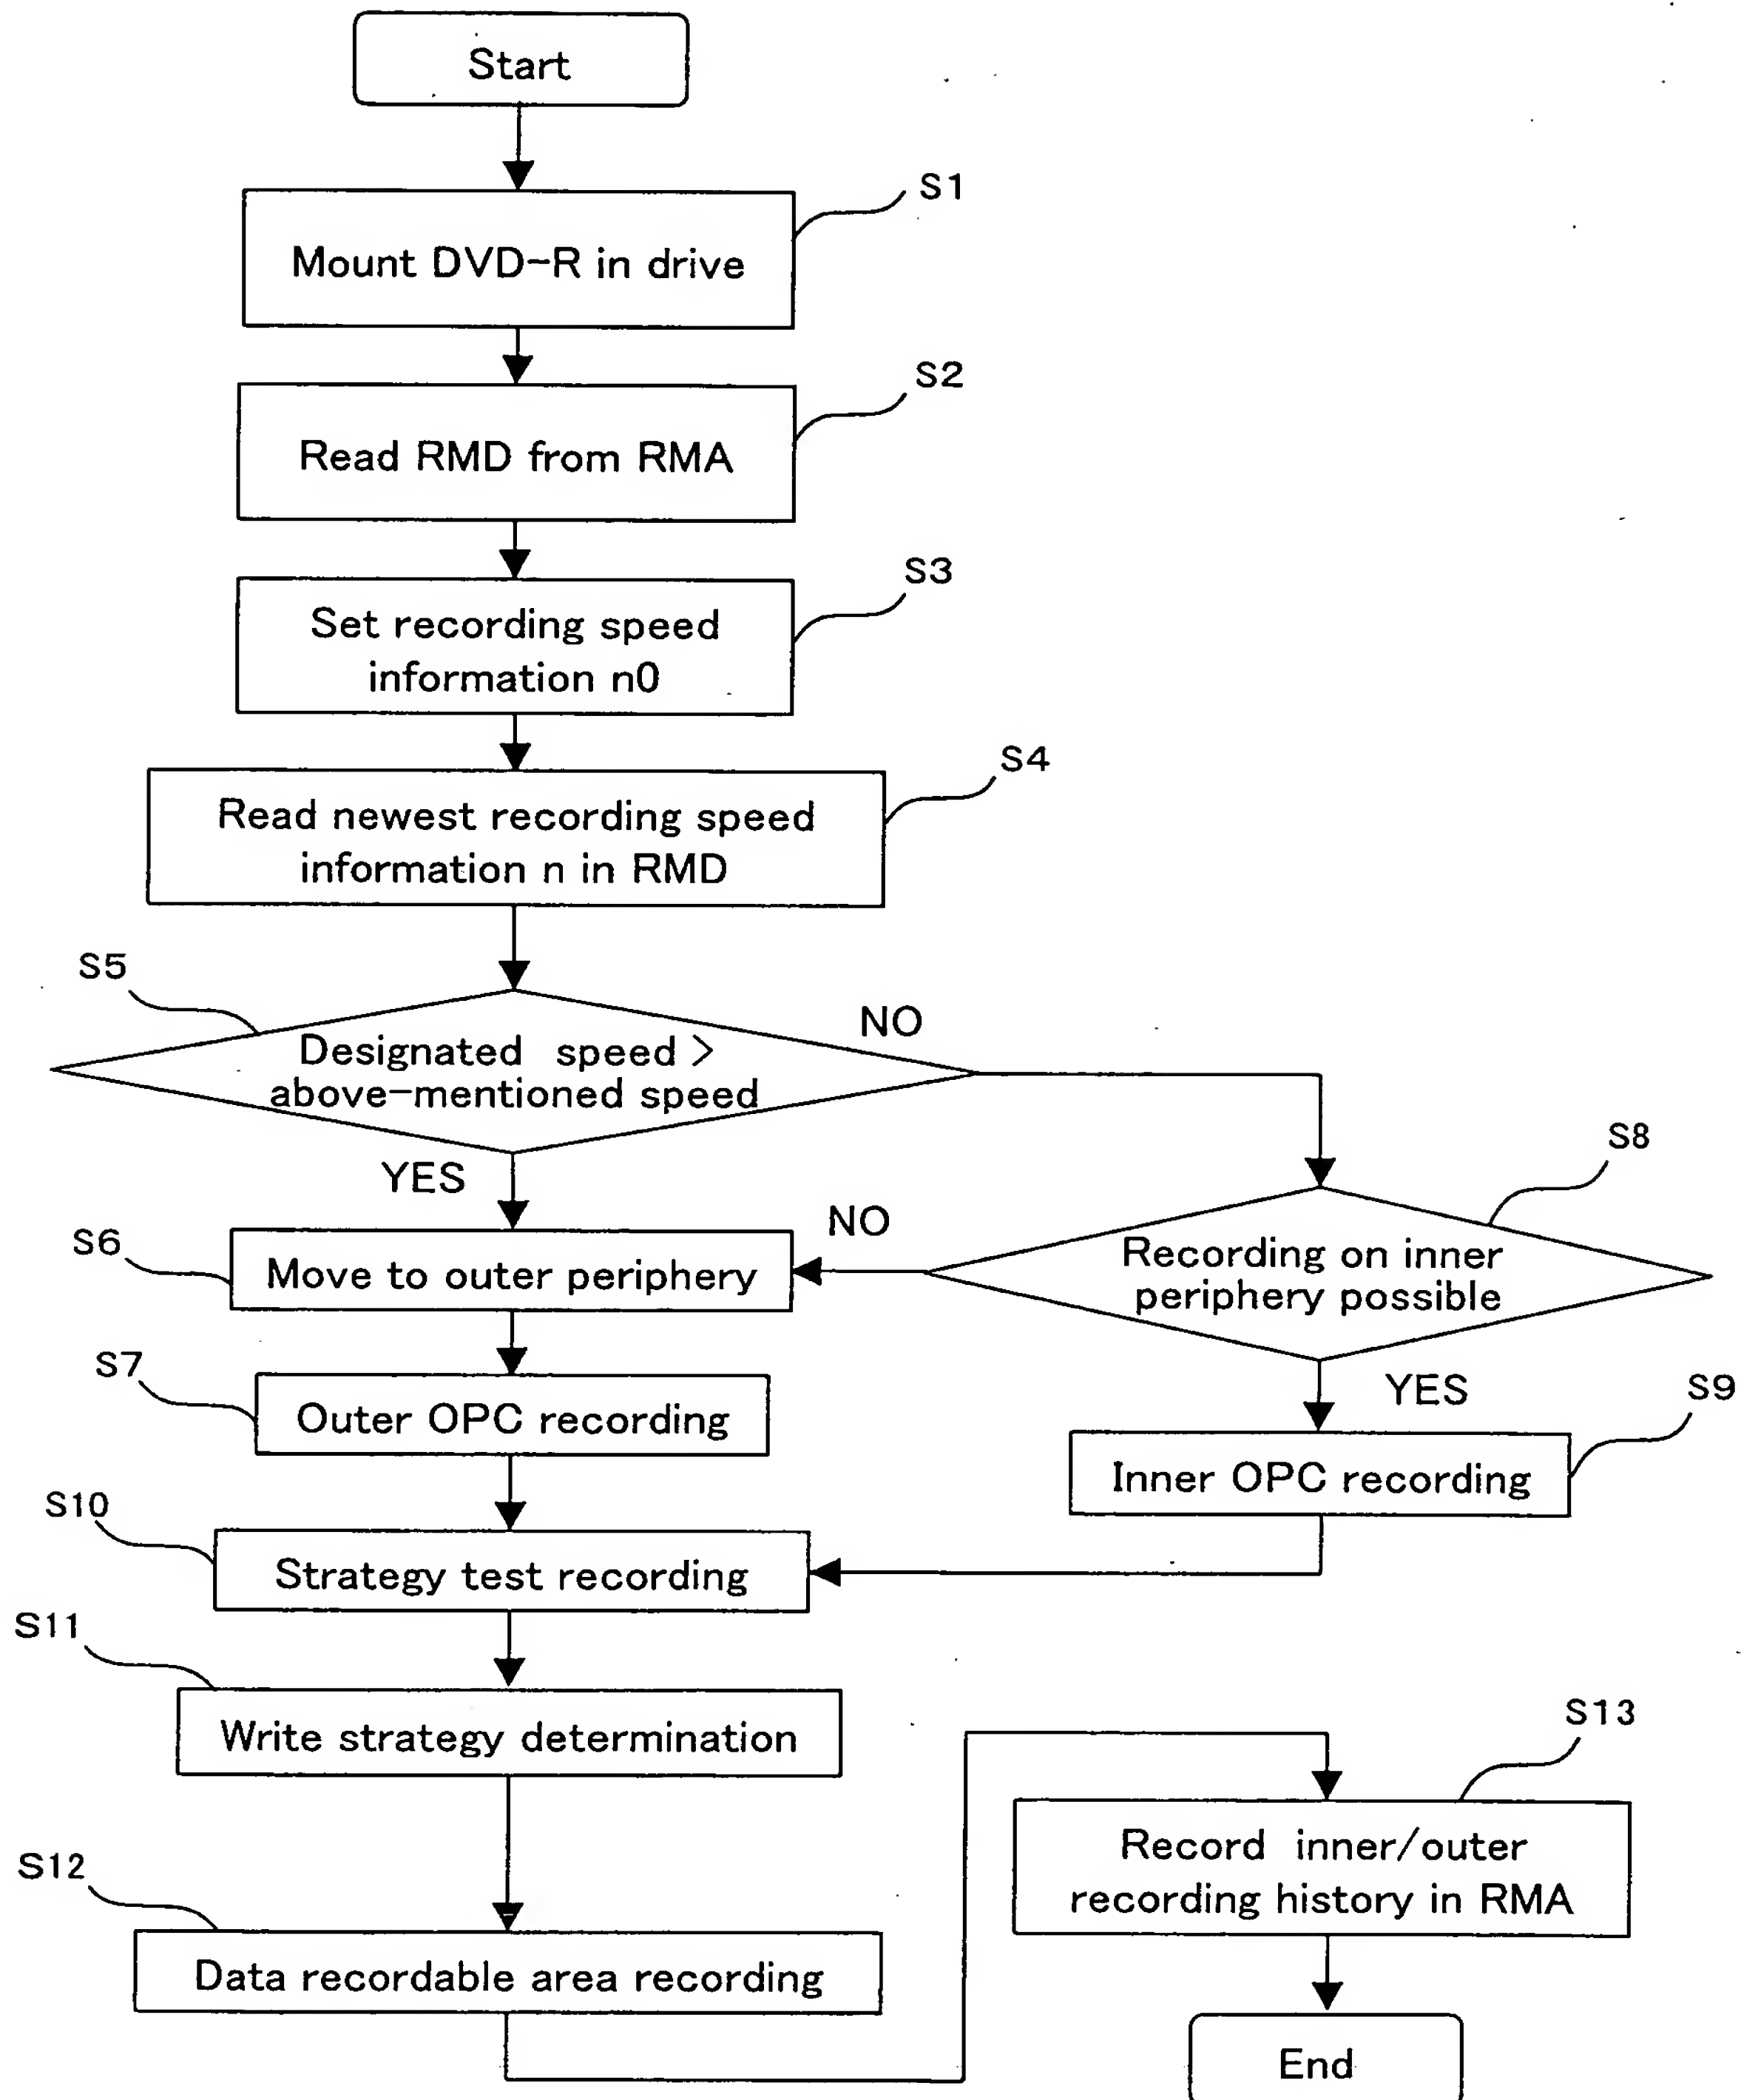 Start
S1
Mount DVD-R in drive
S2
Read RMD from RMA
S3
Set recording speed
information n0
S4
Read newest recording speed
information n in RMD
S5
NO
Designated speed >
above-mentioned speed
YES
S8
NO
Recording on inner
periphery possible
S6
Move to outer periphery
S7
Outer OPC recording
YES
S9
Inner OPC recording
S10
Strategy test recording
S11
Write strategy determination
S13
Record inner/outer
recording history in RMA
S12
Data recordable area recording
End